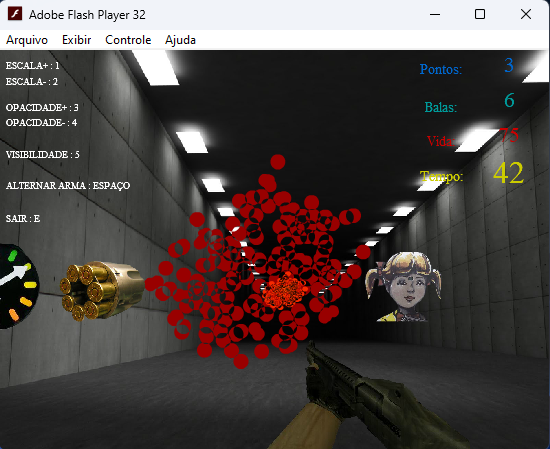 Adobe Flash Player 32
Arquivo Exibir Controle Ajuda
ESCALA+ : 1
ESCALA- : 2
OPACIDADE+ : 3
OPACIDADE- : 4
VISIBILIDADE : 5
ALTERNAR ARMA : ESPAÇO
SAIR : E
Pontos: 3
Balas: 6
Vida: 75
Tempo: 42